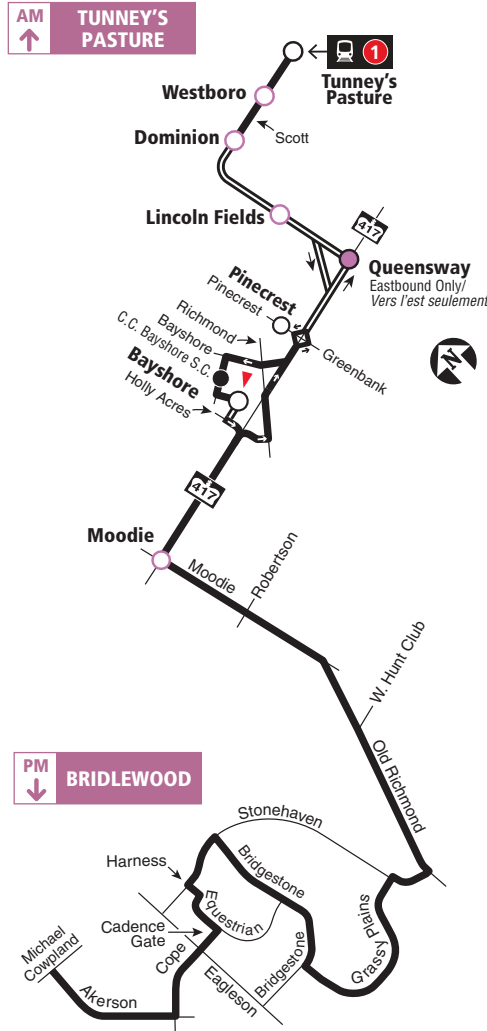 AM
TUNNEY'S
PASTURE
1
Tunney's
Pasture
Westboro
Dominion
Scott
Lincoln Fields
417
Queensway
Eastbound Only/
Vers l'est seulement
Pinecrest
Pinecrest
Greenbank
N
Richmond
Bayshore
C.C. Bayshore S.C.
Bayshore
Holly Acres
417
Moodie
Moodie
Robertson
W. Hunt Club
Old Richmond
PM
BRIDLEWOOD
Stonehaven
Harness
Bridgestone
Equestrian
Grassy Plains
Cadence
Gate
Michael
Cowpland
Cope
Eagleson
Bridgestone
Akerson